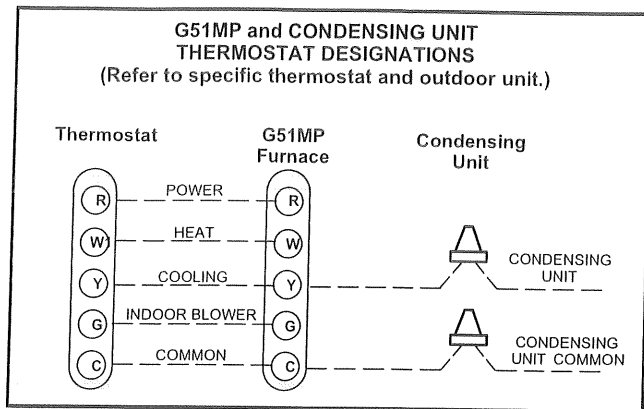 G51MP and CONDENSING UNIT
THERMOSTAT DESIGNATIONS
(Refer to specific thermostat and outdoor unit.)
Thermostat
G51MP
Furnace
Condensing
Unit
R POWER R
W HEAT W
Y COOLING Y
CONDENSING
UNIT
G INDOOR BLOWER G
C COMMON C
CONDENSING
UNIT COMMON